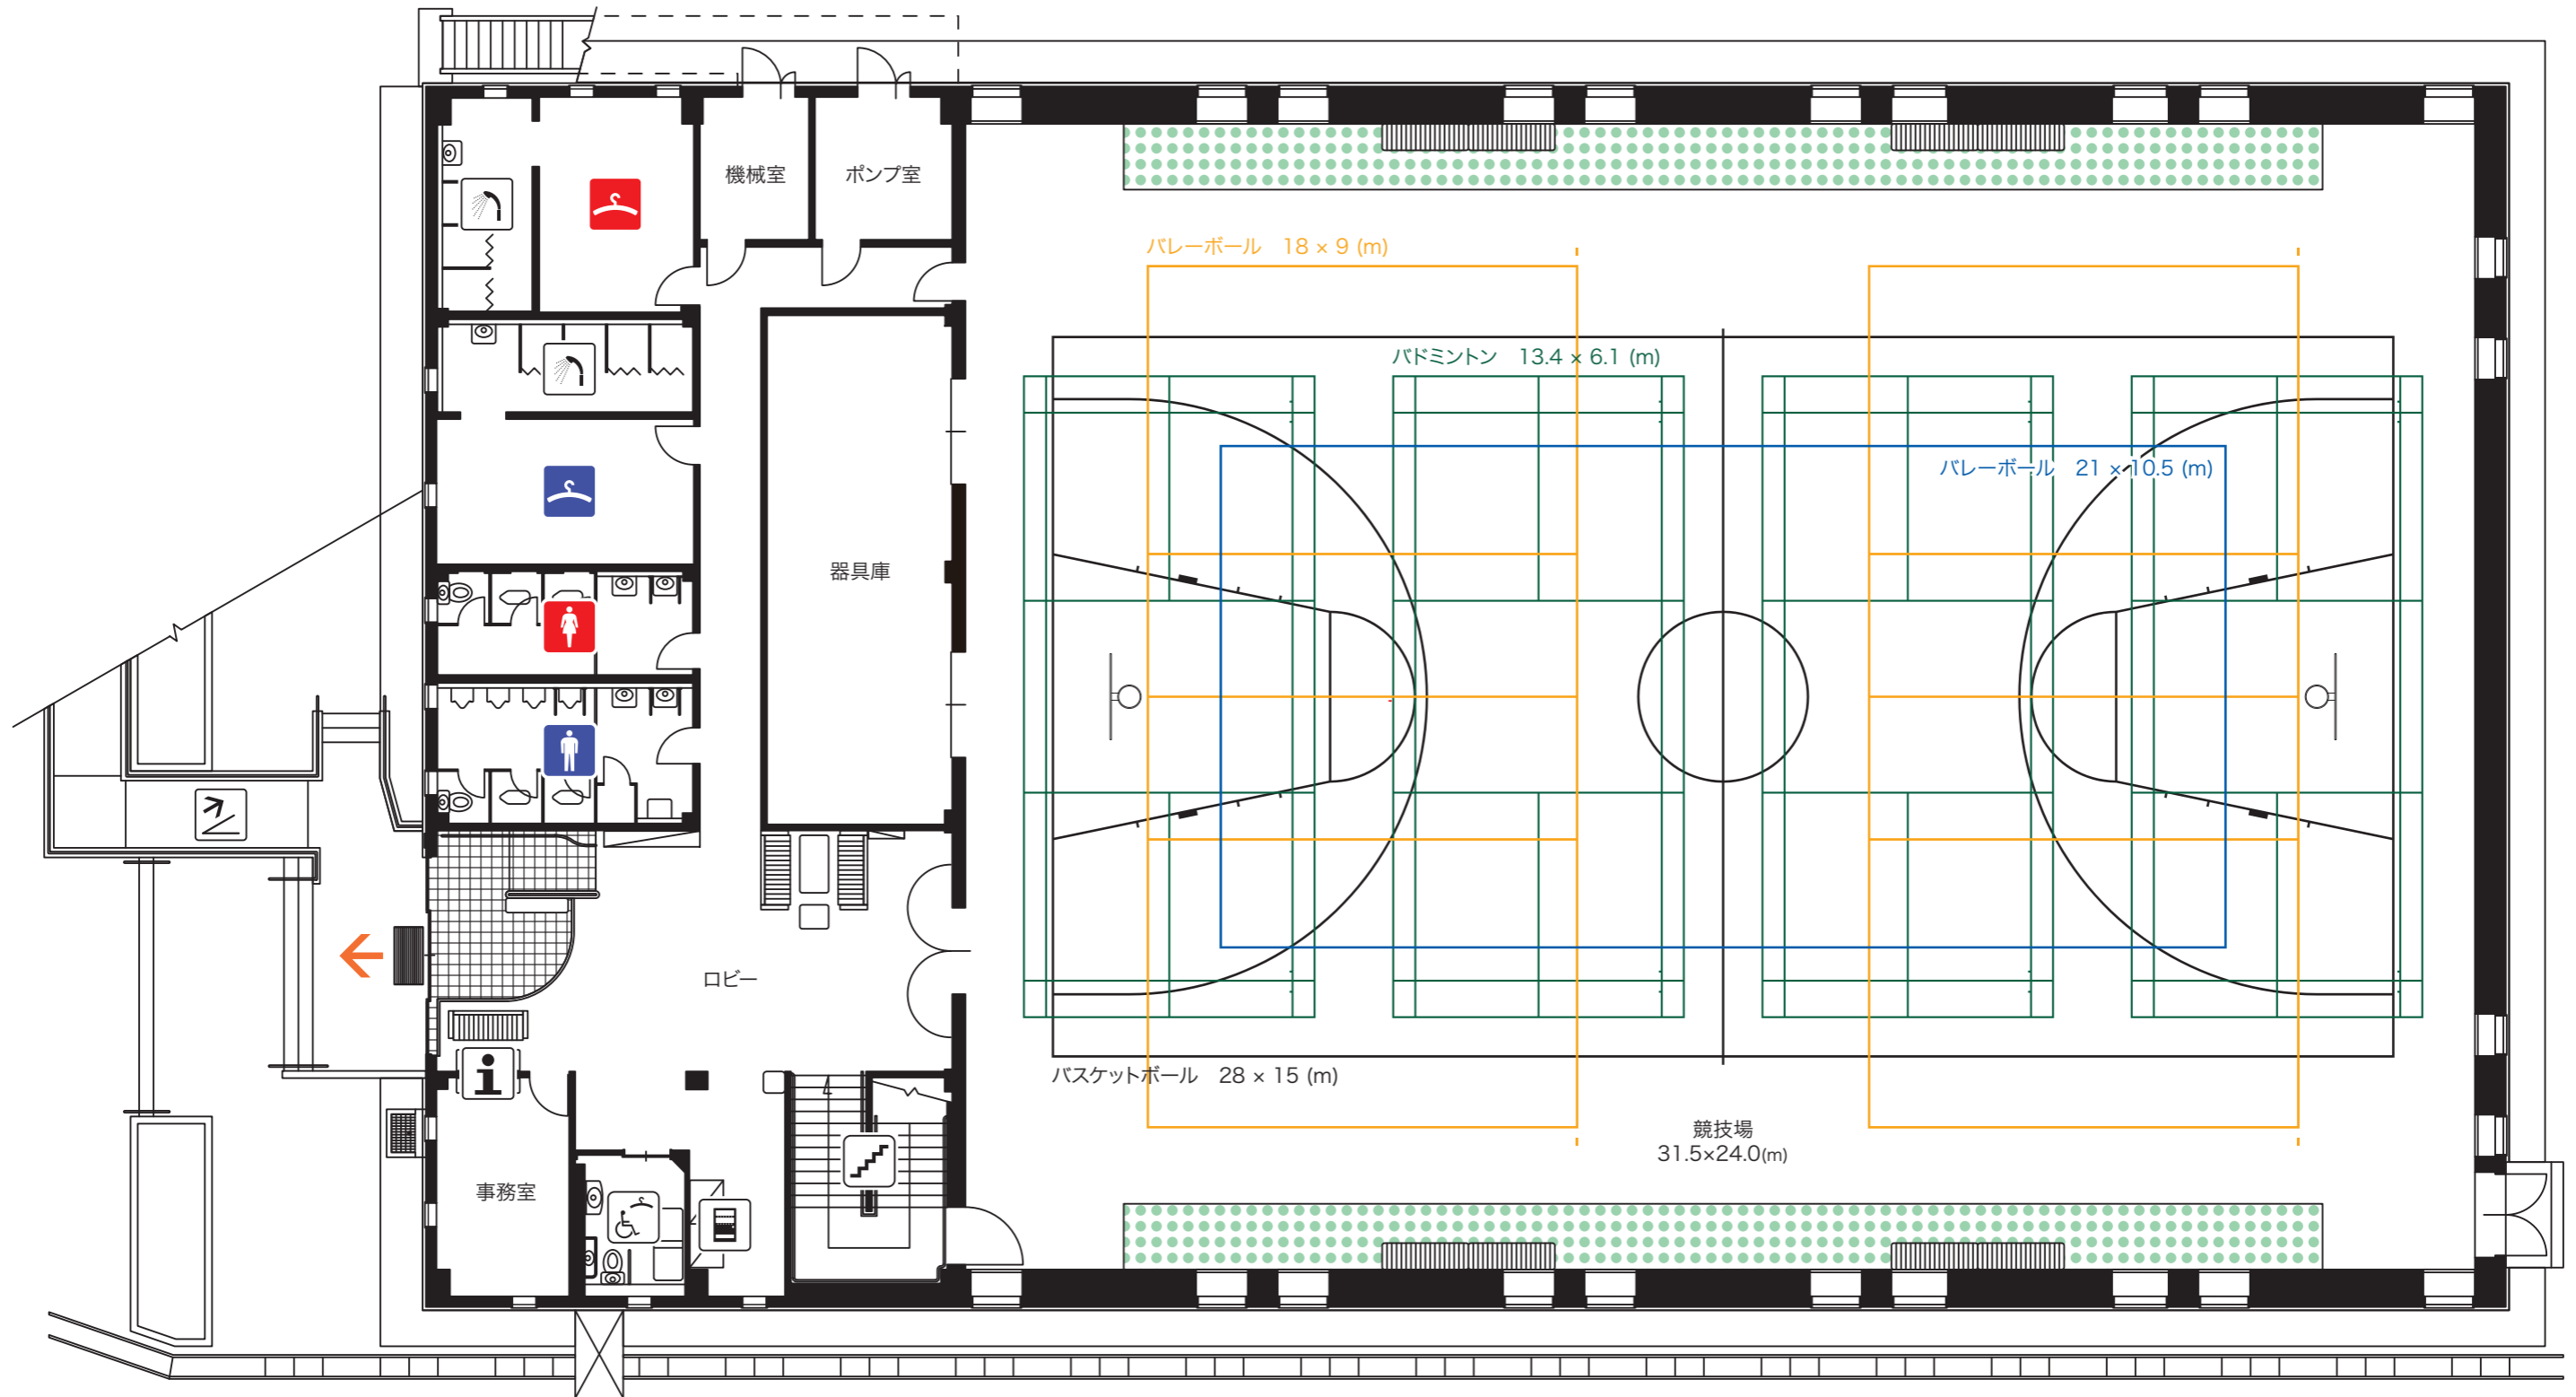 機械室
ポンプ室
バレーボール 18 × 9 (m)
バドミントン 13.4 × 6.1 (m)
バレーボール 21 × 10.5 (m)
器具庫
ロビー
バスケットボール 28 × 15 (m)
競技場
31.5×24.0(m)
事務室